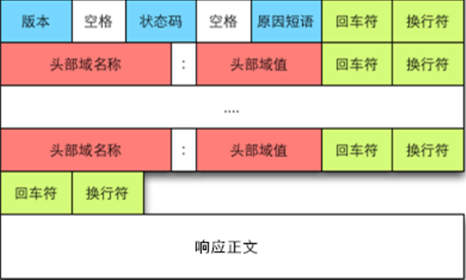 版本 空格 状态码 空格 原因短语 回车符 换行符
头部域名称 : 头部域值 回车符 换行符
....
头部域名称 : 头部域值 回车符 换行符
回车符 换行符
响应正文